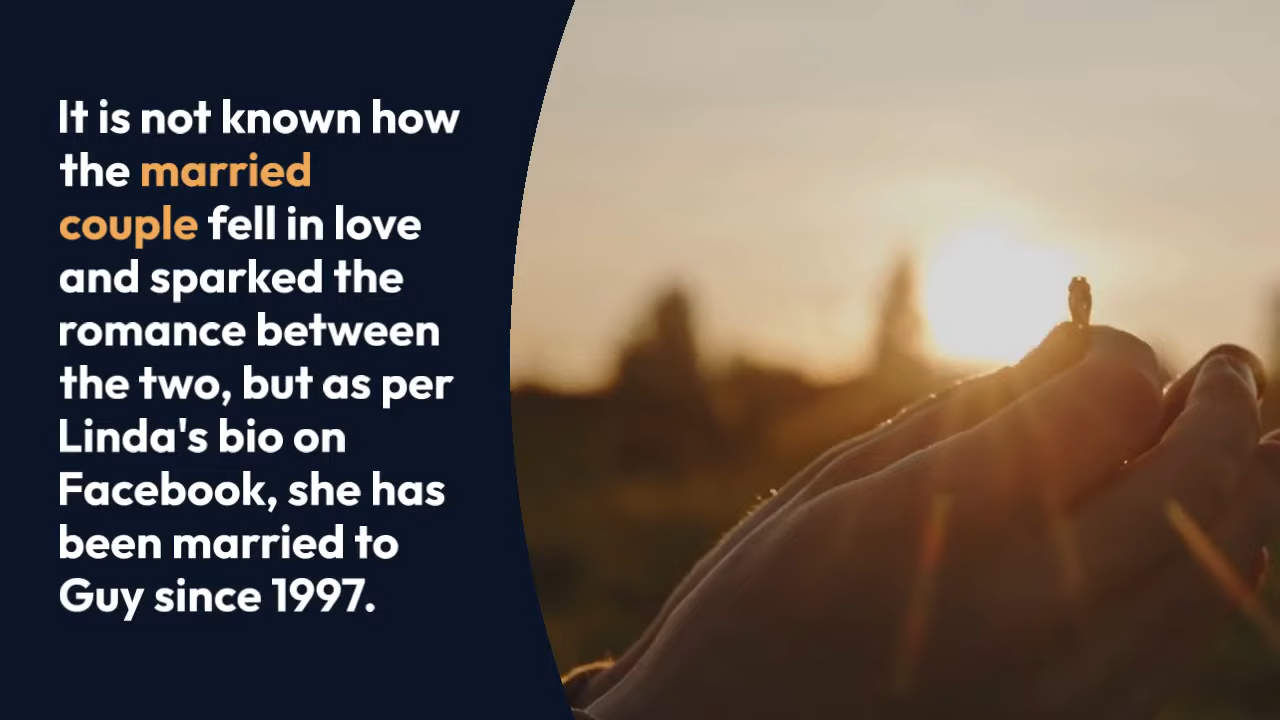 It is not known how
the married
couple fell in love
and sparked the
romance between
the two, but as per
Linda's bio on
Facebook, she has
been married to
Guy since 1997.